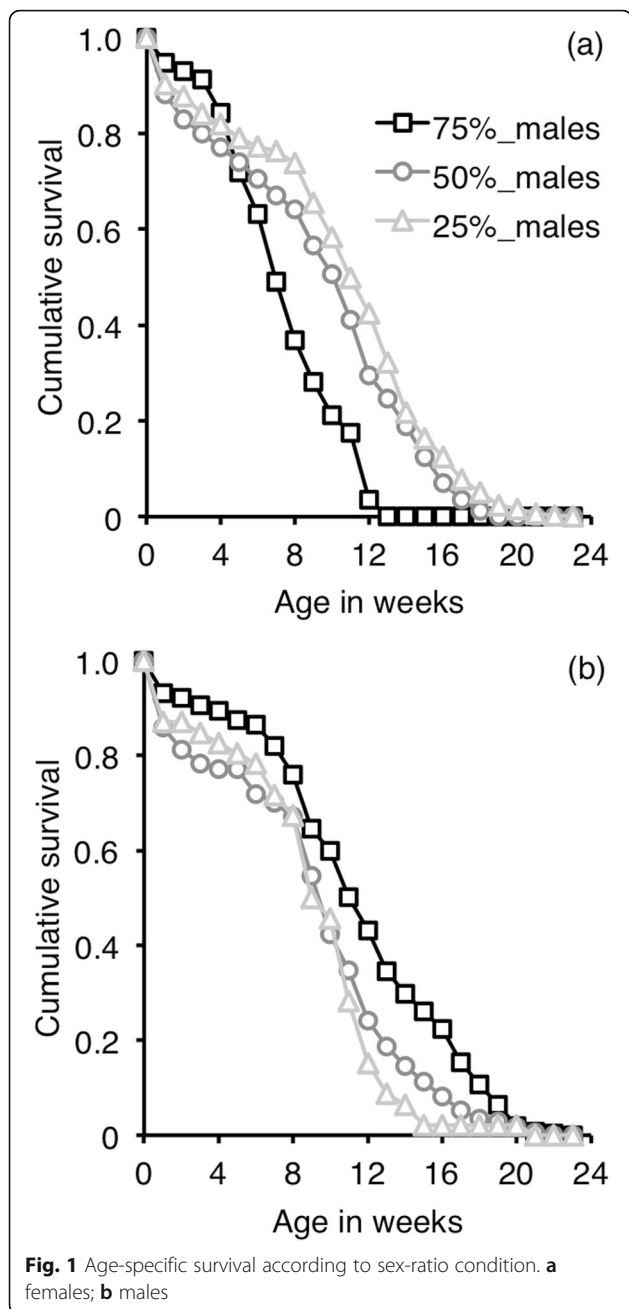 (a)
75%_males
50%_males
25%_males
Cumulative survival
1.0
0.8
0.6
0.4
0.2
0
0 4 8 12 16 20 24
Age in weeks
(b)
Cumulative survival
1.0
0.8
0.6
0.4
0.2
0
0 4 8 12 16 20 24
Age in weeks
Fig. 1 Age-specific survival according to sex-ratio condition. a
females; b males